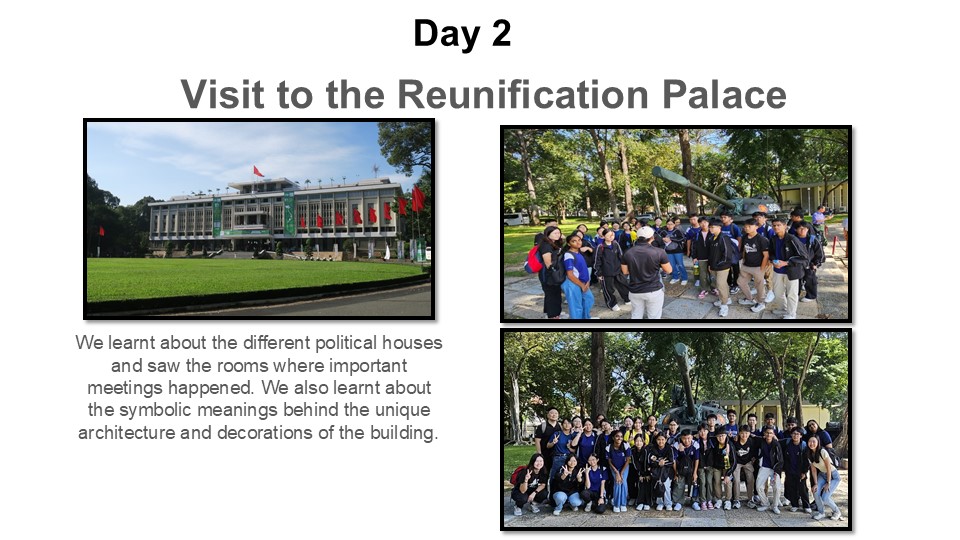 Day 2
Visit to the Reunification Palace
We learnt about the different political houses
and saw the rooms where important
meetings happened. We also learnt about
the symbolic meanings behind the unique
architecture and decorations of the building.